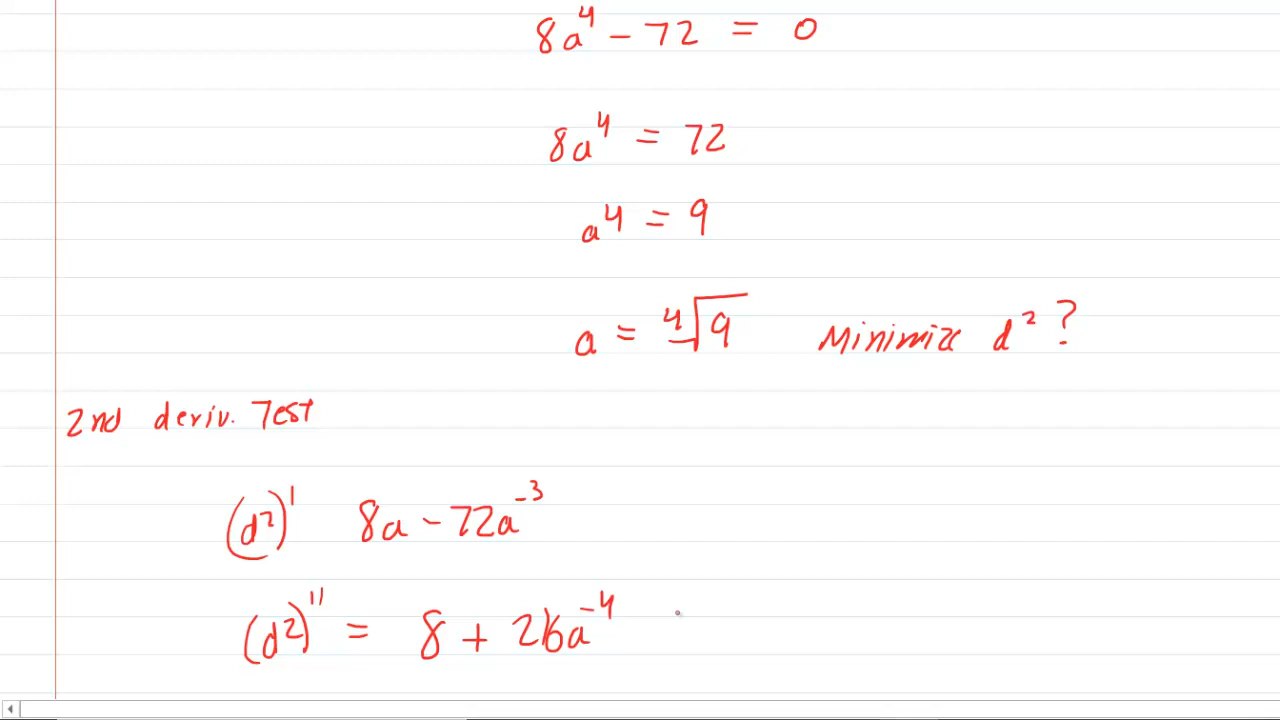 8a⁴ - 72 = 0
8a⁴ = 72
a⁴ = 9
a = ⁴√9 Minimize d² ?
2nd deriv. Test
(d²)' 8a - 72a⁻³
(d²)'' = 8 + 216a⁻⁴